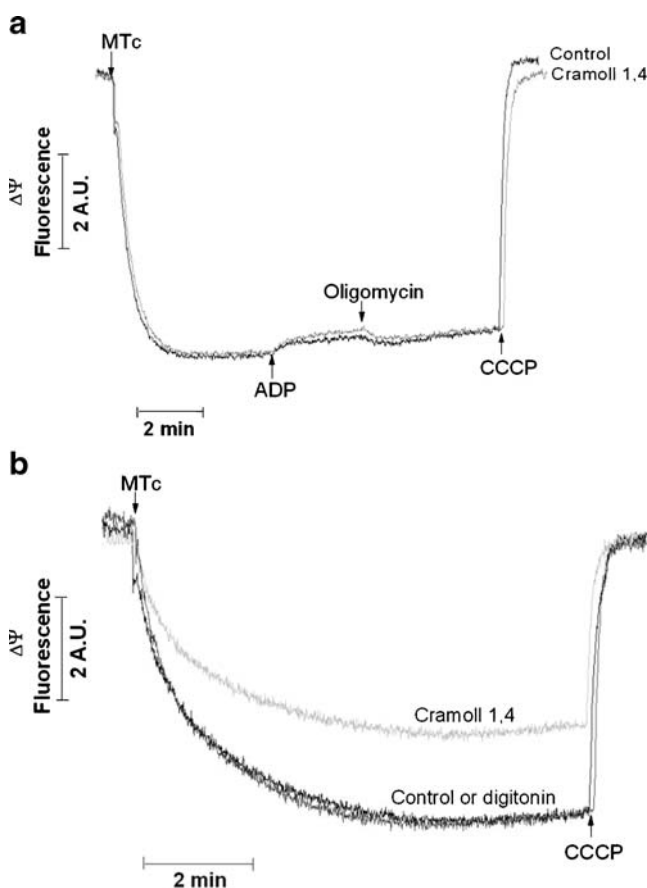 a
MTc
Control
Cramoll 1,4
ΔΨ
Fluorescence
2 A.U.
Oligomycin
ADP
CCCP
2 min
b
MTc
ΔΨ
Fluorescence
2 A.U.
Cramoll 1,4
Control or digitonin
CCCP
2 min